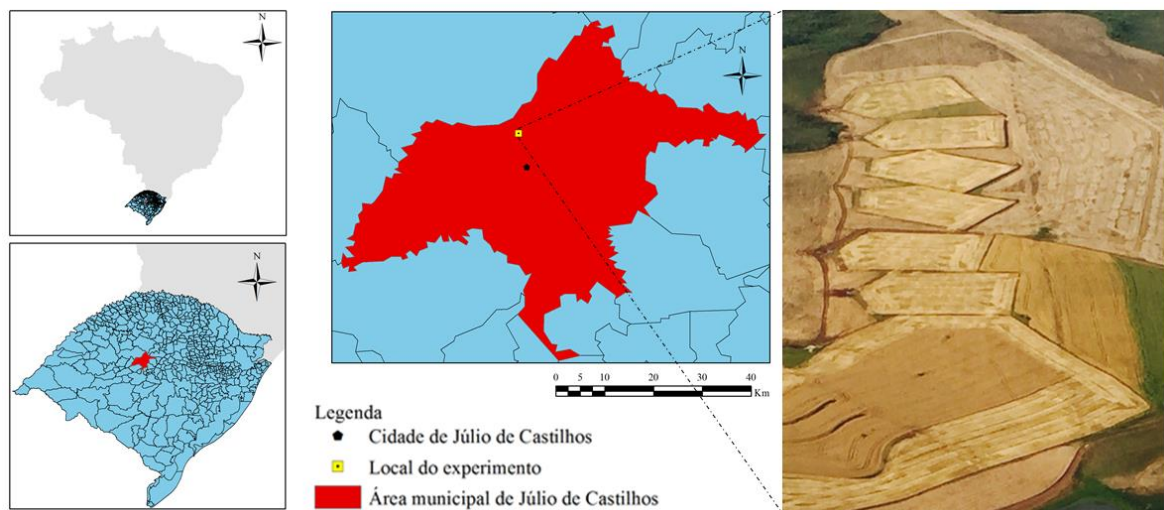 N
N
N
0 5 10 20 30 40
Km
Legenda
Cidade de Júlio de Castilhos
Local do experimento
Área municipal de Júlio de Castilhos